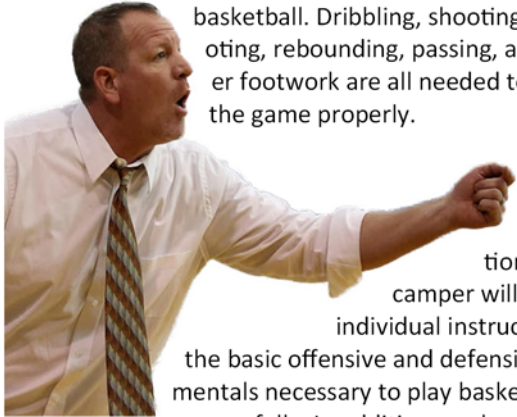 basketball. Dribbling, shooting
oting, rebounding, passing, a
er footwork are all needed t
the game properly.
tion
camper will
individual instruc
the basic offensive and defensi
mentals necessary to play baske